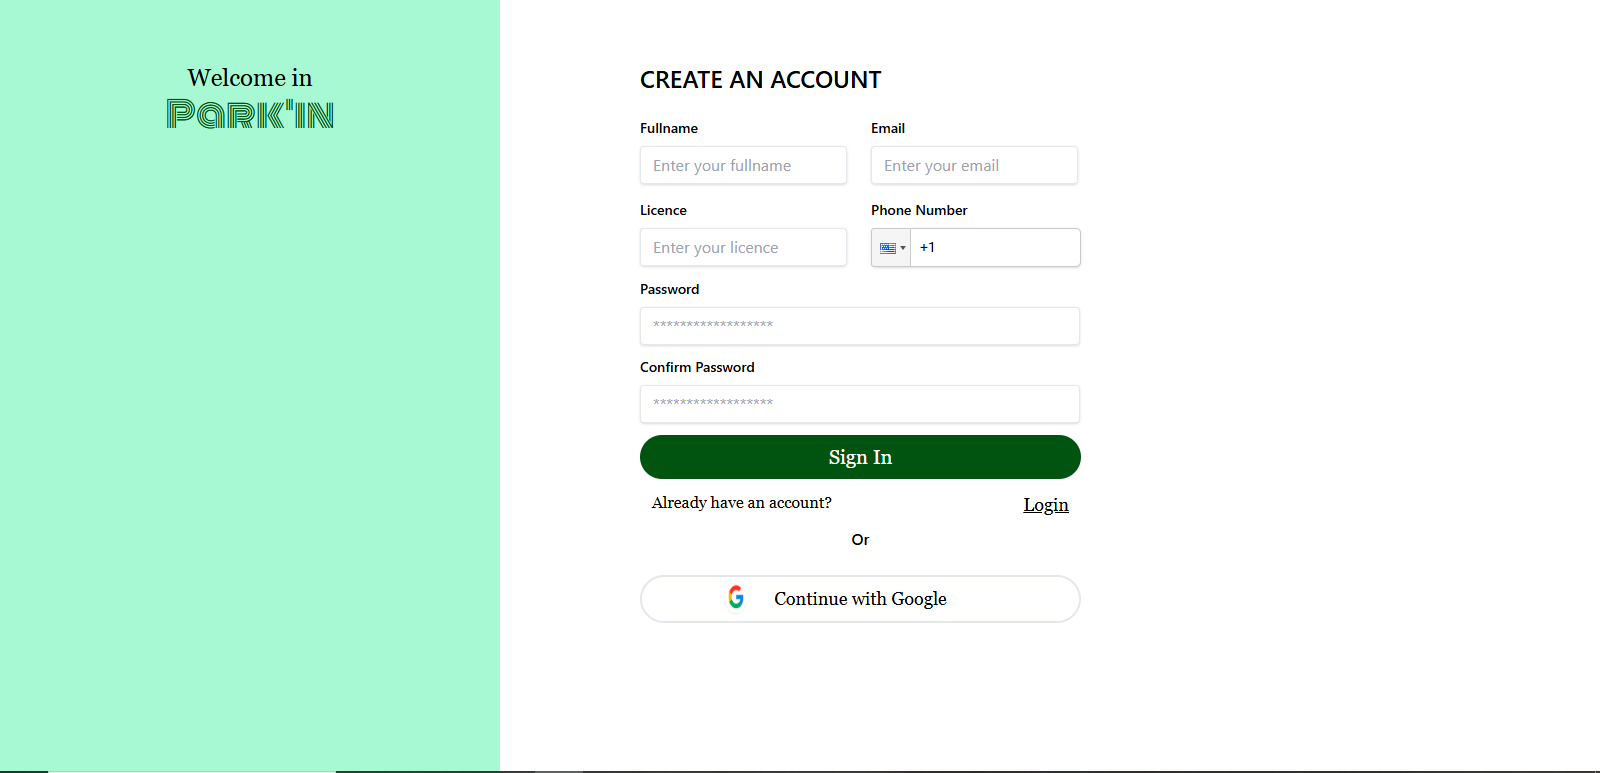 Welcome in
Park'in
CREATE AN ACCOUNT
Fullname
Email
Enter your fullname
Enter your email
Licence
Phone Number
Enter your licence
+1
Password
******************
Confirm Password
******************
Sign In
Already have an account?
Login
Or
Continue with Google